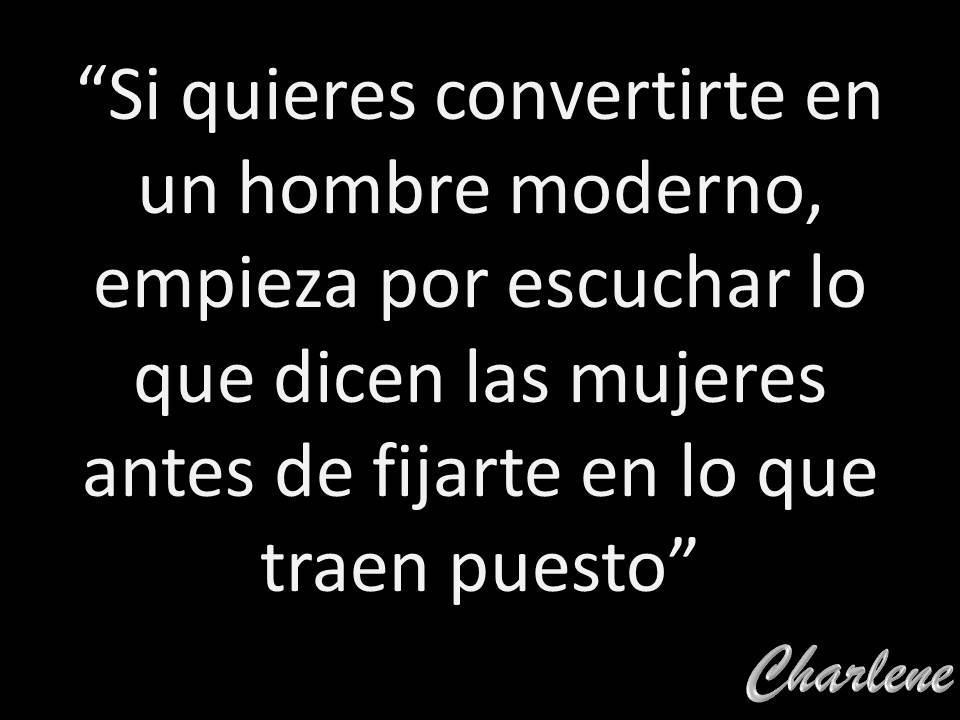 “Si quieres convertirte en
un hombre moderno,
empieza por escuchar lo
que dicen las mujeres
antes de fijarte en lo que
traen puesto”
Charlene